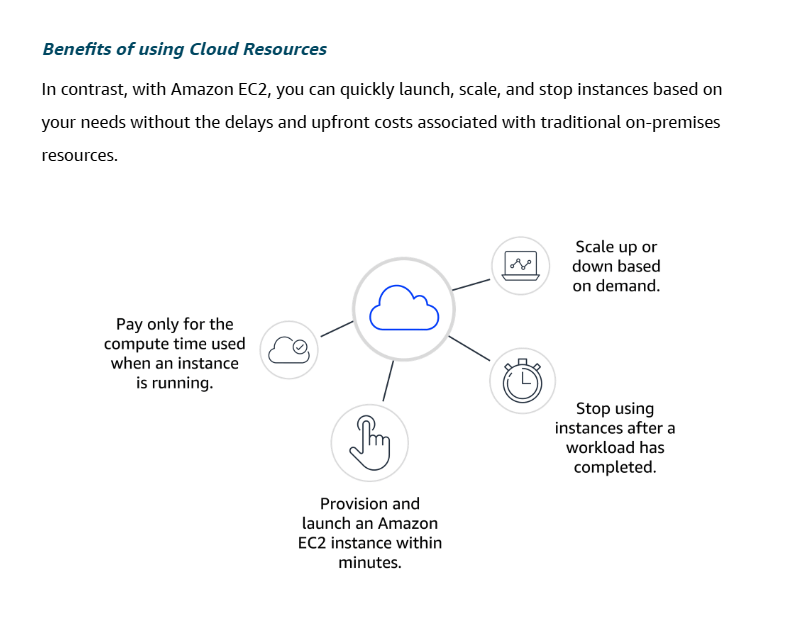 Benefits of using Cloud Resources
In contrast, with Amazon EC2, you can quickly launch, scale, and stop instances based on
your needs without the delays and upfront costs associated with traditional on-premises
resources.
Scale up or
down based
on demand.
Pay only for the
compute time used
when an instance
is running.
Stop using
instances after a
workload has
completed.
Provision and
launch an Amazon
EC2 instance within
minutes.